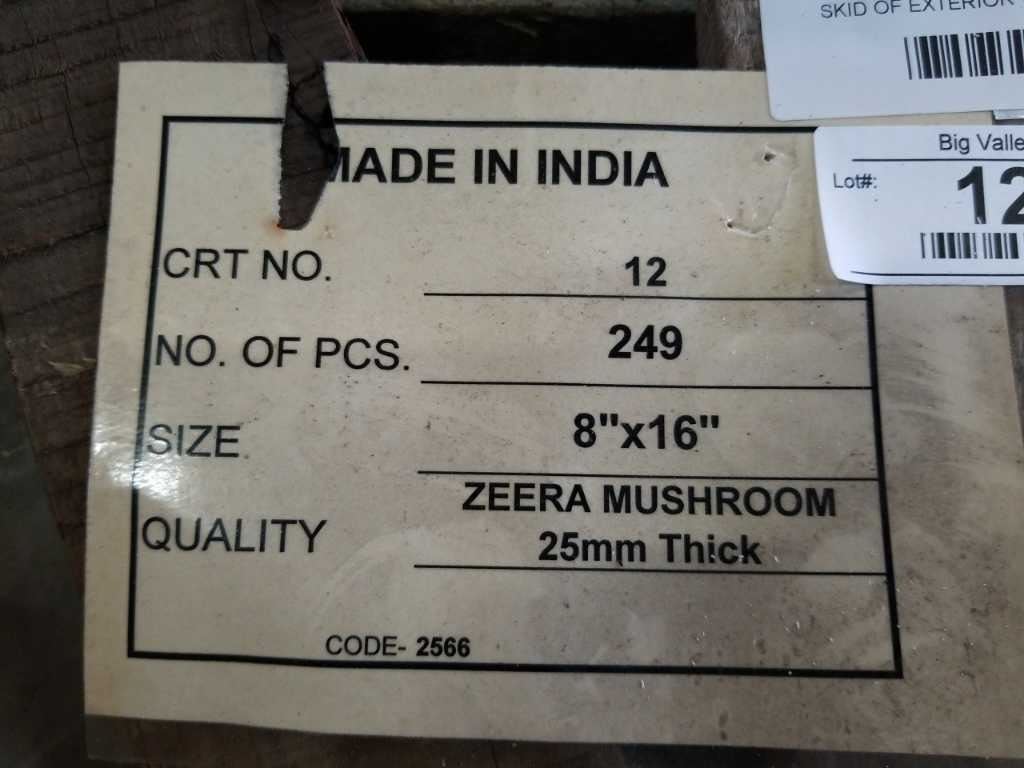 SKID OF EXTERIOR
Big Valle
Lot#: 12
MADE IN INDIA
CRT NO. 12
NO. OF PCS. 249
SIZE 8"x16"
QUALITY ZEERA MUSHROOM
25mm Thick
CODE- 2566